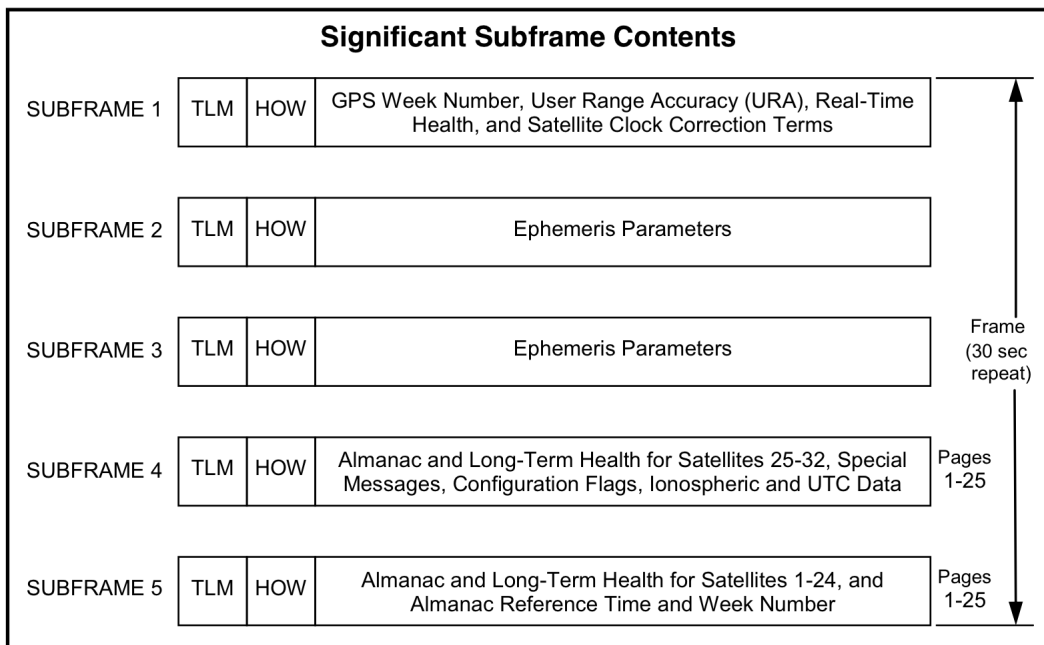 Significant Subframe Contents
SUBFRAME 1
TLM
HOW
GPS Week Number, User Range Accuracy (URA), Real-Time
Health, and Satellite Clock Correction Terms
SUBFRAME 2
TLM
HOW
Ephemeris Parameters
SUBFRAME 3
TLM
HOW
Ephemeris Parameters
Frame
(30 sec
repeat)
SUBFRAME 4
TLM
HOW
Almanac and Long-Term Health for Satellites 25-32, Special
Messages, Configuration Flags, Ionospheric and UTC Data
Pages
1-25
SUBFRAME 5
TLM
HOW
Almanac and Long-Term Health for Satellites 1-24, and
Almanac Reference Time and Week Number
Pages
1-25